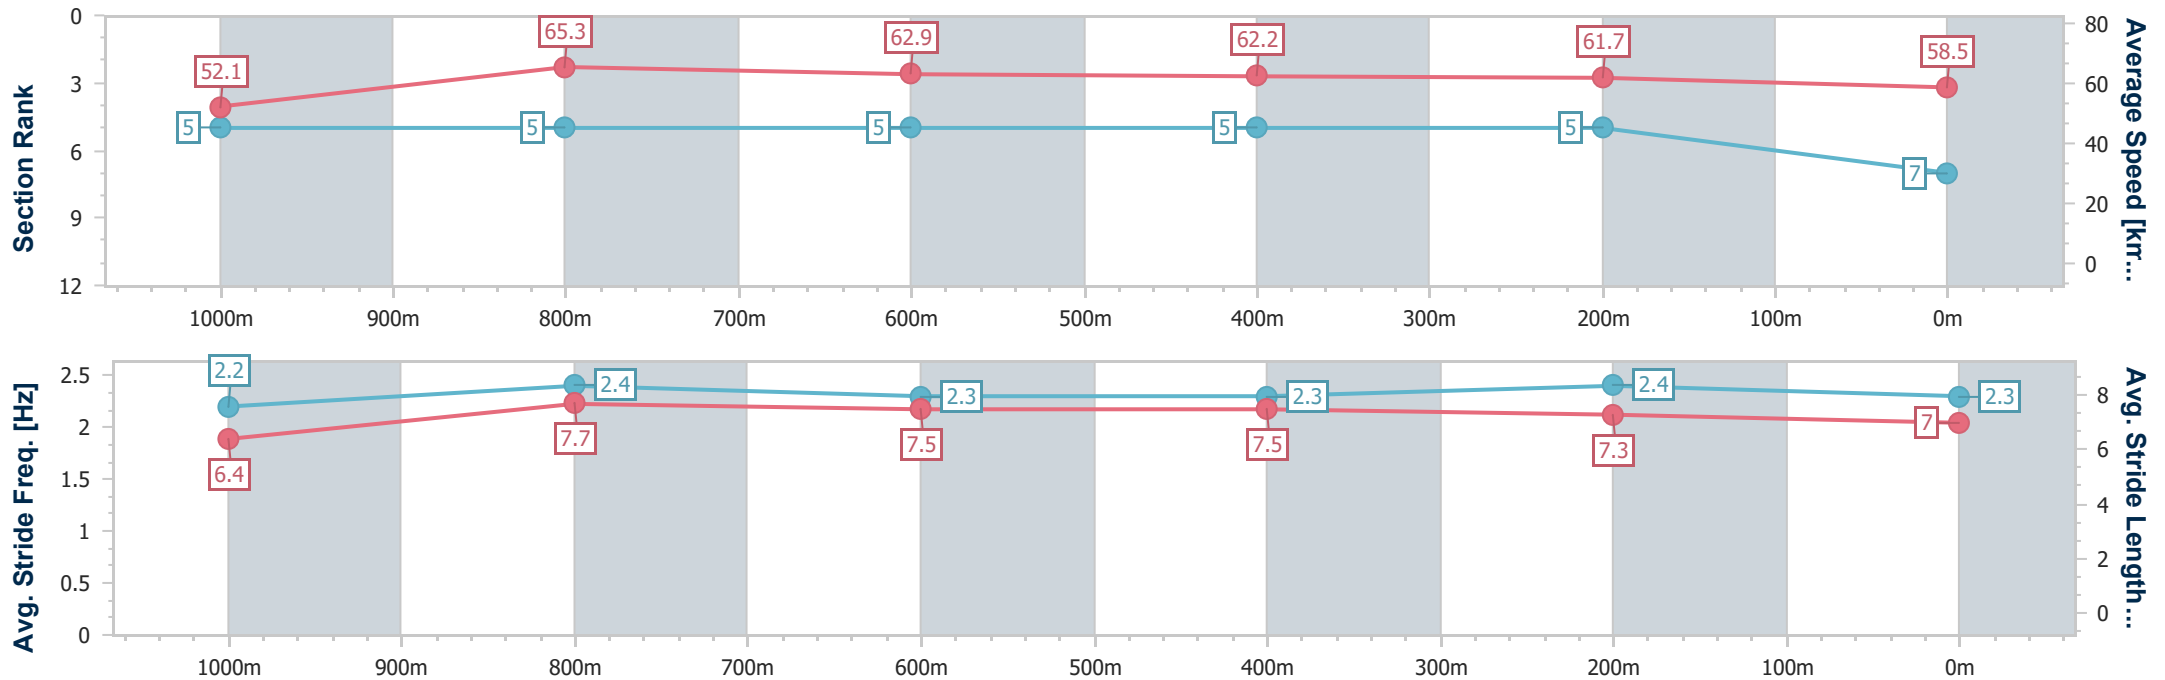 Section Rank
0
3
6
9
12
52.1
65.3
62.9
62.2
61.7
58.5
5
5
5
5
5
7
80
60
40
20
0
Average Speed [km...
1000m
900m
800m
700m
600m
500m
400m
300m
200m
100m
0m
Avg. Stride Freq. [Hz]
2.5
2
1.5
1
0.5
0
2.2
2.4
2.3
2.3
2.4
2.3
6.4
7.7
7.5
7.5
7.3
7
8
6
4
2
0
Avg. Stride Length ...
1000m
900m
800m
700m
600m
500m
400m
300m
200m
100m
0m